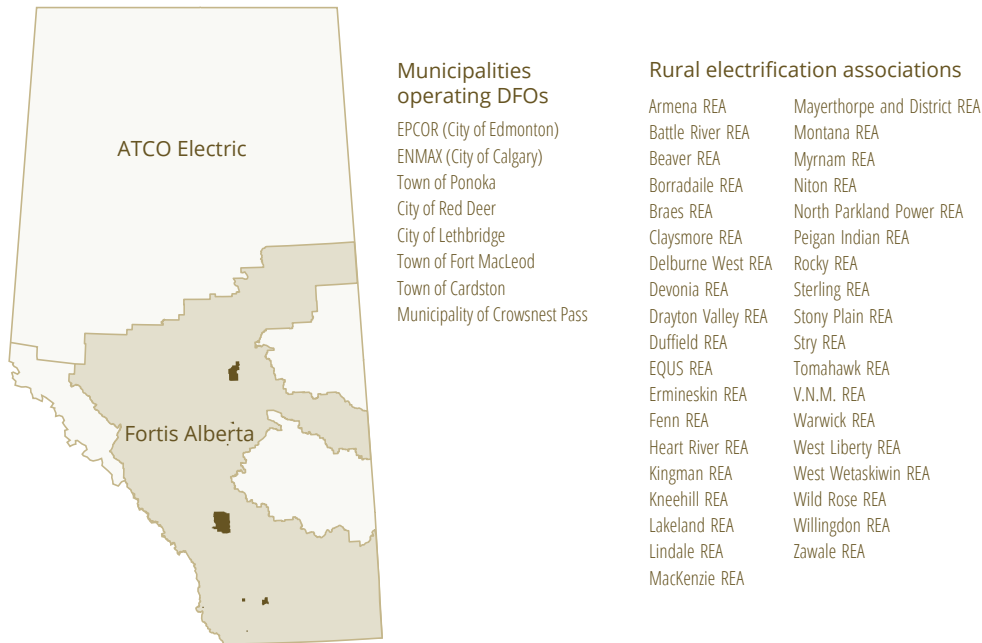 ATCO Electric
Fortis Alberta
Municipalities
operating DFOs
EPCOR (City of Edmonton)
ENMAX (City of Calgary)
Town of Ponoka
City of Red Deer
City of Lethbridge
Town of Fort MacLeod
Town of Cardston
Municipality of Crowsnest Pass
Rural electrification associations
Armena REA
Battle River REA
Beaver REA
Borradaile REA
Braes REA
Claysmore REA
Delburne West REA
Devonia REA
Drayton Valley REA
Duffield REA
EQUS REA
Ermineskin REA
Fenn REA
Heart River REA
Kingman REA
Kneehill REA
Lakeland REA
Lindale REA
MacKenzie REA
Mayerthorpe and District REA
Montana REA
Myrnam REA
Niton REA
North Parkland Power REA
Peigan Indian REA
Rocky REA
Sterling REA
Stony Plain REA
Stry REA
Tomahawk REA
V.N.M. REA
Warwick REA
West Liberty REA
West Wetaskiwin REA
Wild Rose REA
Willingdon REA
Zawale REA